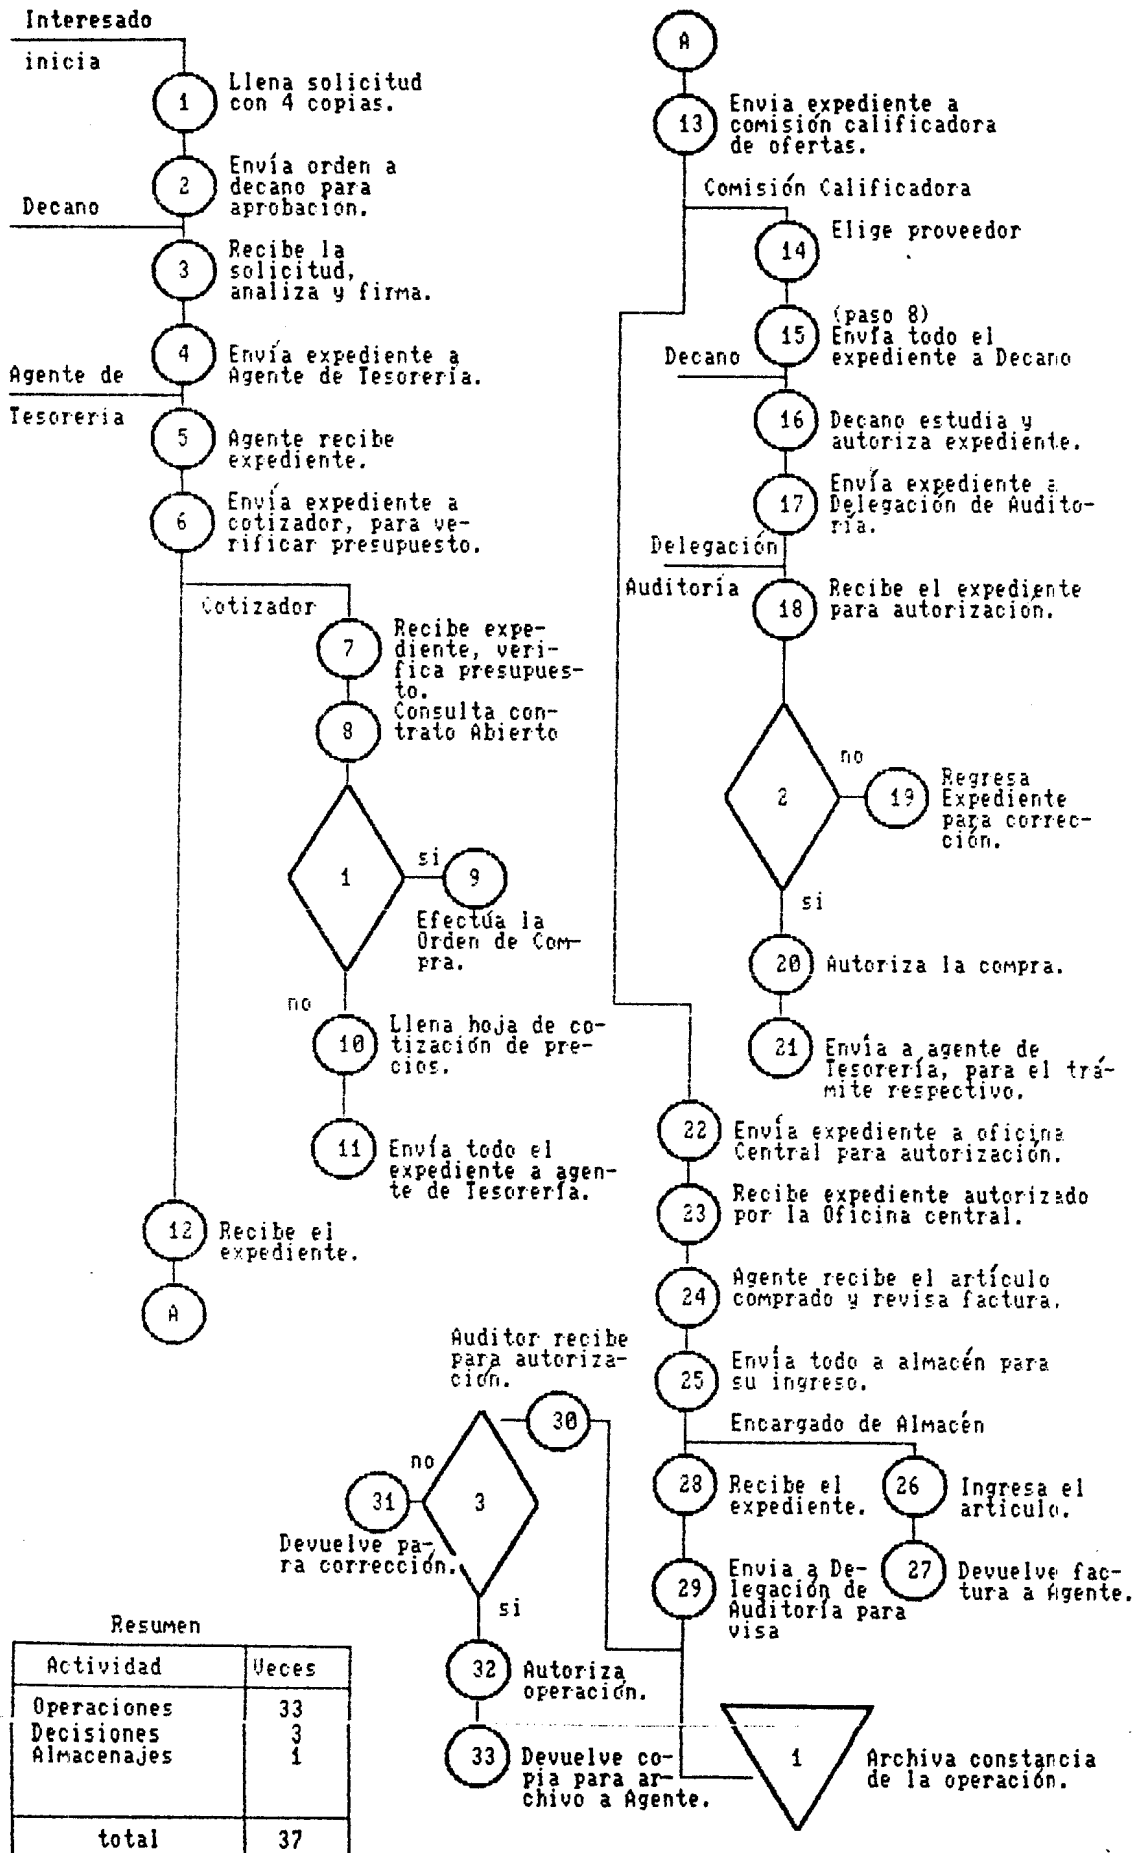 Interesado
inicia
1
Llena solicitud
con 4 copias.
2
Envía orden a
decano para
aprobacion.
Decano
3
Recibe la
solicitud,
analiza y firma.
4
Envía expediente a
Agente de Tesoreria.
Agente de
Tesoreria
5
Agente recibe
expediente.
6
Envía expediente a
cotizador, para ve-
rificar presupuesto.
Cotizador
7
Recibe expe-
diente, veri-
fica presupues-
to.
8
Consulta con-
trato Abierto
1
si
9
Efectúa la
Orden de Com-
pra.
no
10
Llena hoja de co-
tización de pre-
cios.
11
Envía todo el
expediente a agen-
te de Tesorería.
12
Recibe el
expediente.
A
A
13
Envia expediente a
comisión calificadora
de ofertas.
Comisión Calificadora
14
Elige proveedor
15
(paso 8)
Envía todo el
expediente a Decano
Decano
16
Decano estudia y
autoriza expediente.
17
Envía expediente a
Delegación de Audito-
ría.
Delegación
Auditoría
18
Recibe el expediente
para autorización.
2
no
19
Regresa
Expediente
para correc-
ción.
si
20
Autoriza la compra.
21
Envía a agente de
Tesorería, para el trá-
mite respectivo.
22
Envía expediente a oficina
Central para autorización.
23
Recibe expediente autorizado
por la Oficina central.
24
Agente recibe el artículo
comprado y revisa factura.
25
Envía todo a almacén para
su ingreso.
Encargado de Almacén
26
Ingresa el
articulo.
27
Devuelve fac-
tura a Agente.
28
Recibe el
expediente.
29
Envia a De-
legación de
Auditoría para
visa
Auditor recibe
para autoriza-
ción.
30
3
no
31
Devuelve pa-
ra corrección.
si
32
Autoriza
operación.
33
Devuelve co-
pia para ar-
chivo a Agente.
1
Archiva constancia
de la operación.
Resumen
Actividad Veces
Operaciones 33
Decisiones 3
Almacenajes 1
total 37